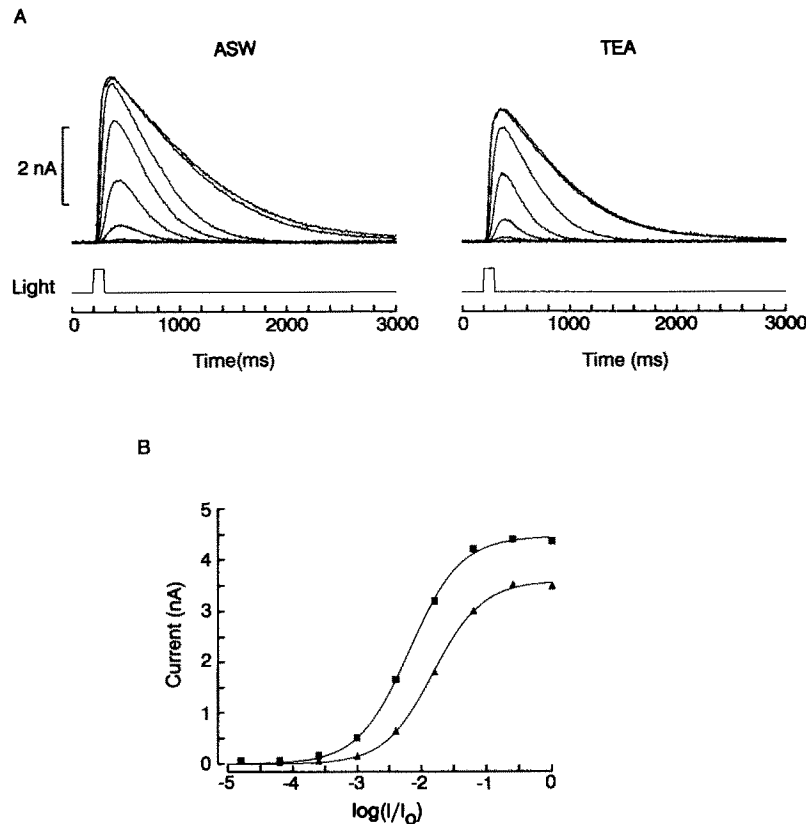 A
ASW
TEA
2 nA
Light
0 1000 2000 3000
0 1000 2000 3000
Time(ms)
Time (ms)
B
5
4
3
2
1
0
Current (nA)
-5 -4 -3 -2 -1 0
log(I/I₀)